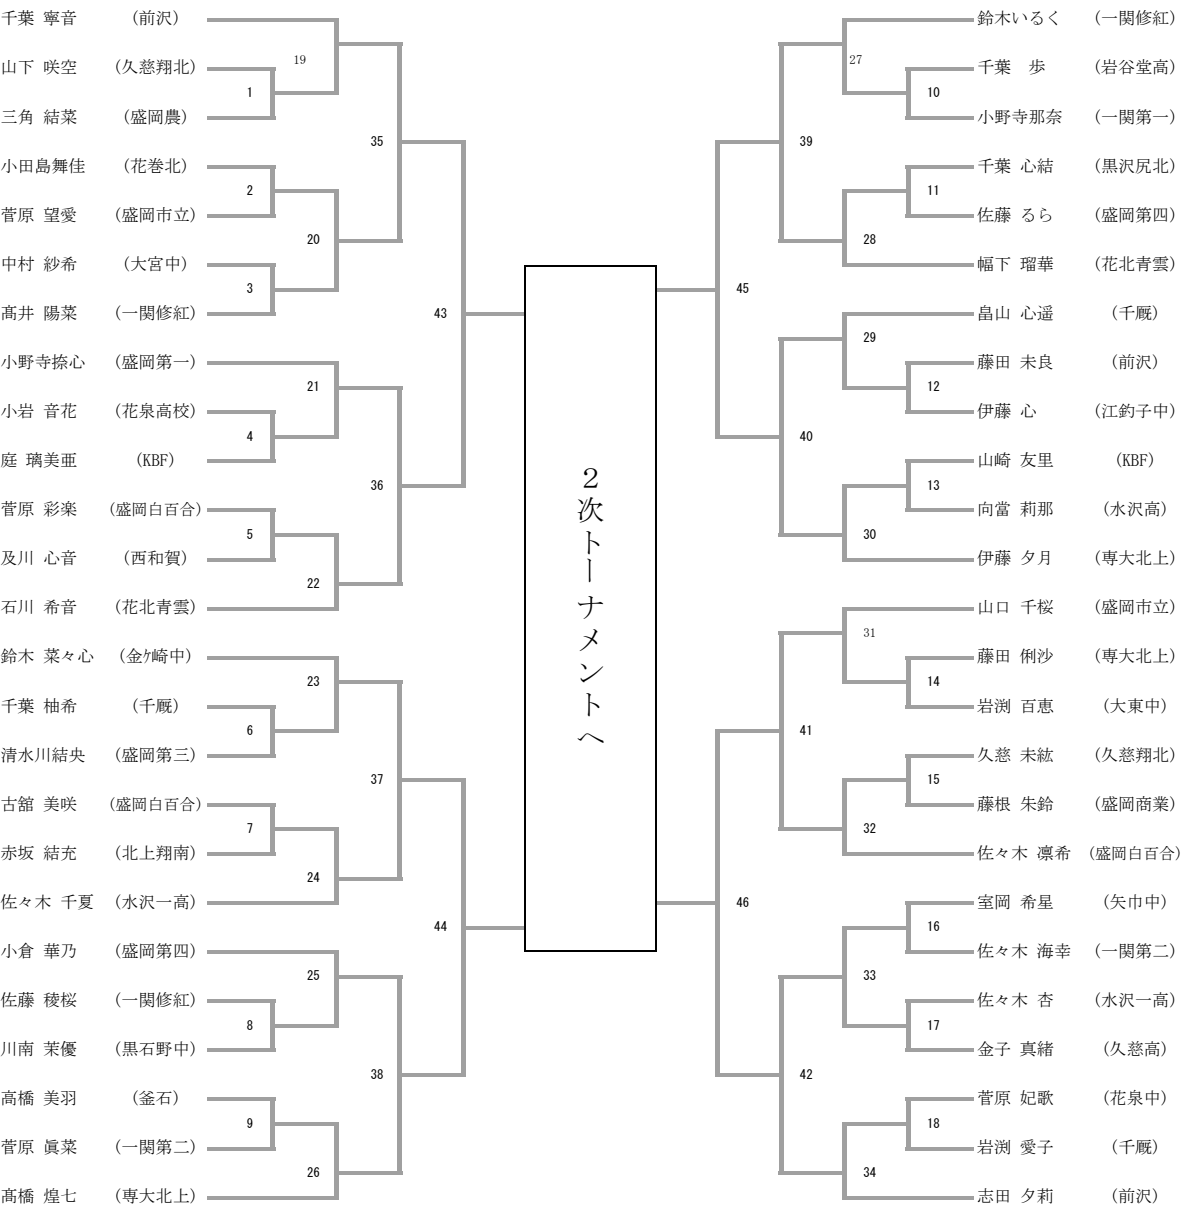 千葉 寧音 (前沢)
山下 咲空 (久慈翔北)
三角 結菜 (盛岡農)
小田島舞佳 (花巻北)
菅原 望愛 (盛岡市立)
中村 紗希 (大宮中)
髙井 陽菜 (一関修紅)
小野寺捺心 (盛岡第一)
小岩 音花 (花泉高校)
庭 璃美亜 (KBF)
菅原 彩楽 (盛岡白百合)
及川 心音 (西和賀)
石川 希音 (花北青雲)
鈴木 菜々心 (金ケ崎中)
千葉 柚希 (千厩)
清水川結央 (盛岡第三)
古舘 美咲 (盛岡白百合)
赤坂 結充 (北上翔南)
佐々木 千夏 (水沢一高)
小倉 華乃 (盛岡第四)
佐藤 稜桜 (一関修紅)
川南 茉優 (黒石野中)
高橋 美羽 (釜石)
菅原 眞菜 (一関第二)
髙橋 煌七 (専大北上)
1
2
3
4
5
6
7
8
9
19
20
21
22
23
24
25
26
35
36
37
38
43
44
2次トーナメントへ
45
46
39
40
41
42
27
28
29
30
31
32
33
34
10
11
12
13
14
15
16
17
18
鈴木いるく (一関修紅)
千葉 歩 (岩谷堂高)
小野寺那奈 (一関第一)
千葉 心結 (黒沢尻北)
佐藤 るら (盛岡第四)
幅下 瑠華 (花北青雲)
畠山 心遥 (千厩)
藤田 未良 (前沢)
伊藤 心 (江釣子中)
山崎 友里 (KBF)
向當 莉那 (水沢高)
伊藤 夕月 (専大北上)
山口 千桜 (盛岡市立)
藤田 俐沙 (専大北上)
岩渕 百恵 (大東中)
久慈 未紘 (久慈翔北)
藤根 朱鈴 (盛岡商業)
佐々木 凛希 (盛岡白百合)
室岡 希星 (矢巾中)
佐々木 海幸 (一関第二)
佐々木 杏 (水沢一高)
金子 真緒 (久慈高)
菅原 妃歌 (花泉中)
岩渕 愛子 (千厩)
志田 夕莉 (前沢)